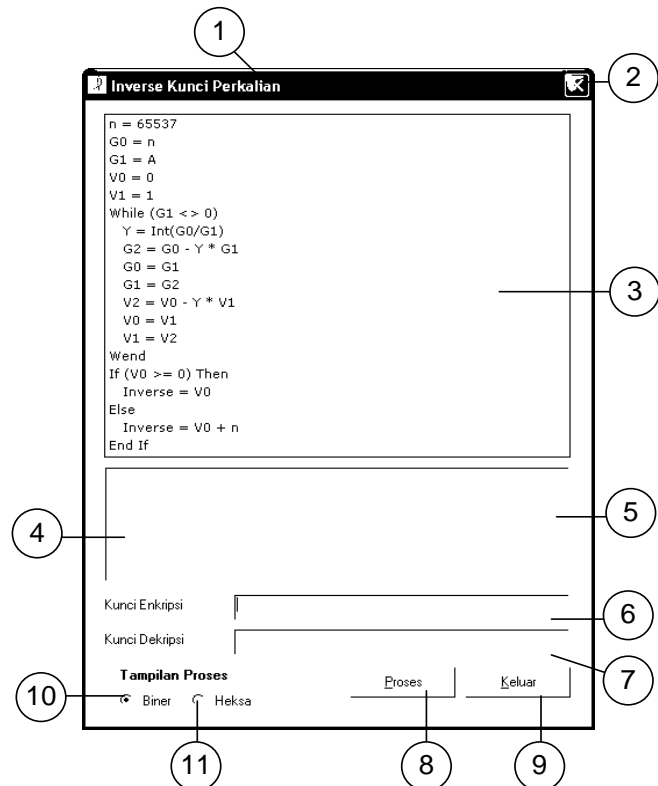 1
2
Inverse Kunci Perkalian
n = 65537
G0 = n
G1 = A
V0 = 0
V1 = 1
While (G1 <> 0)
Y = Int(G0/G1)
G2 = G0 - Y * G1
G0 = G1
G1 = G2
V2 = V0 - Y * V1
V0 = V1
V1 = V2
Wend
If (V0 >= 0) Then
Inverse = V0
Else
Inverse = V0 + n
End If
3
4
5
Kunci Enkripsi
6
Kunci Dekripsi
7
Tampilan Proses
10
Biner Heksa
Proses Keluar
11
8
9